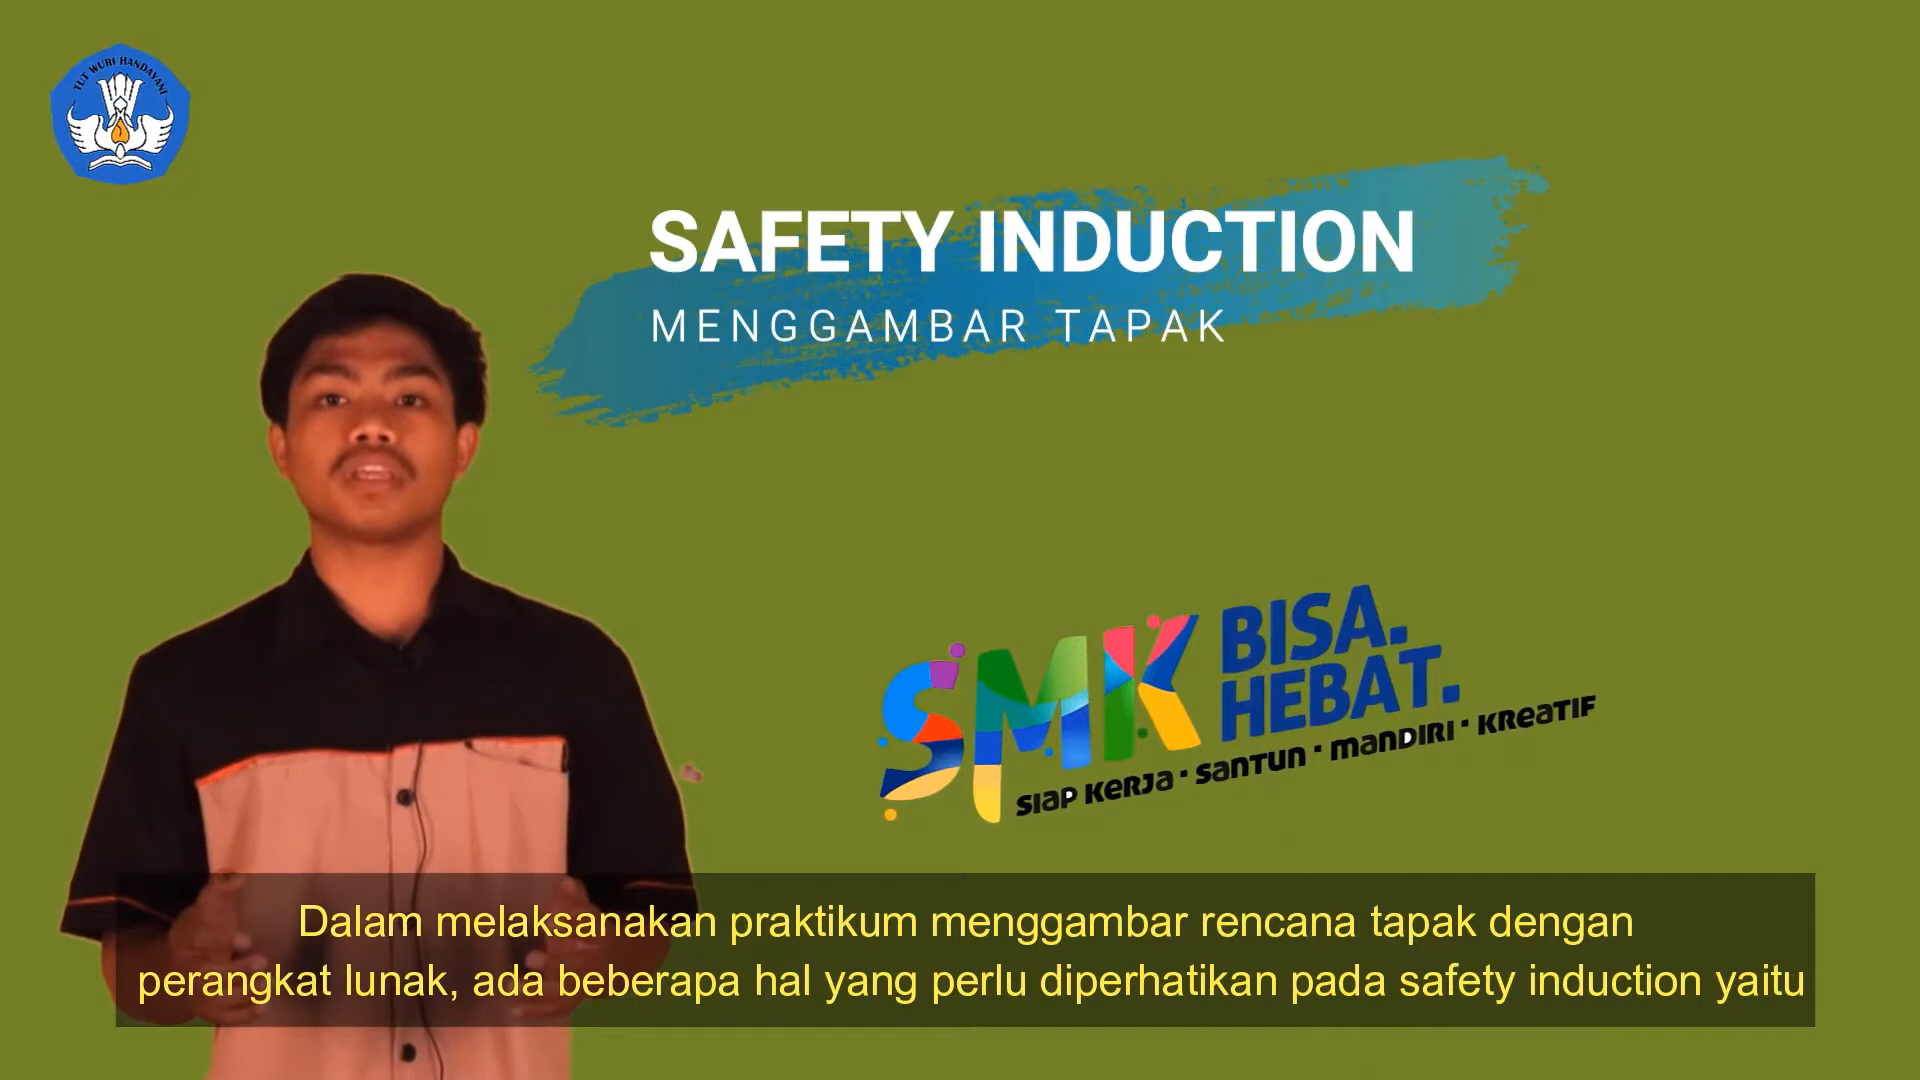 TUT WURI HANDAYANI
SAFETY INDUCTION
MENGGAMBAR TAPAK
SMK BISA.
HEBAT.
SIAP KERJA · SANTUN · MANDIRI · KREATIF
Dalam melaksanakan praktikum menggambar rencana tapak dengan
perangkat lunak, ada beberapa hal yang perlu diperhatikan pada safety induction yaitu